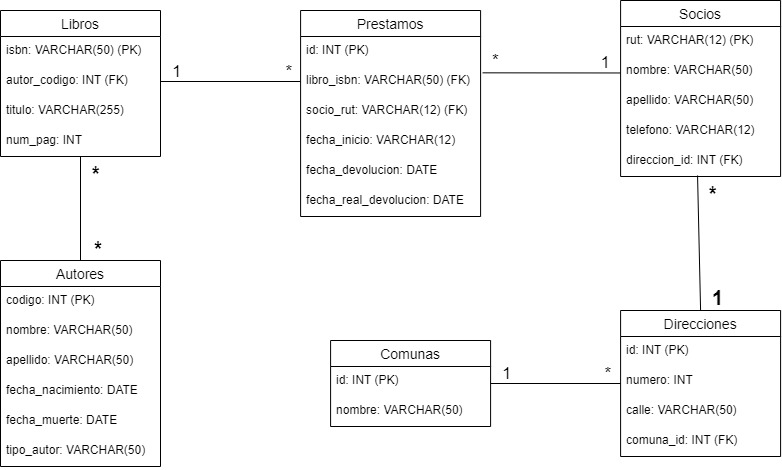 Libros
isbn: VARCHAR(50) (PK)
autor_codigo: INT (FK)
titulo: VARCHAR(255)
num_pag: INT
1
*
Prestamos
id: INT (PK)
libro_isbn: VARCHAR(50) (FK)
socio_rut: VARCHAR(12) (FK)
fecha_inicio: VARCHAR(12)
fecha_devolucion: DATE
fecha_real_devolucion: DATE
*
1
Socios
rut: VARCHAR(12) (PK)
nombre: VARCHAR(50)
apellido: VARCHAR(50)
telefono: VARCHAR(12)
direccion_id: INT (FK)
*
*
Autores
codigo: INT (PK)
nombre: VARCHAR(50)
apellido: VARCHAR(50)
fecha_nacimiento: DATE
fecha_muerte: DATE
tipo_autor: VARCHAR(50)
Comunas
id: INT (PK)
nombre: VARCHAR(50)
1
*
*
1
Direcciones
id: INT (PK)
numero: INT
calle: VARCHAR(50)
comuna_id: INT (FK)